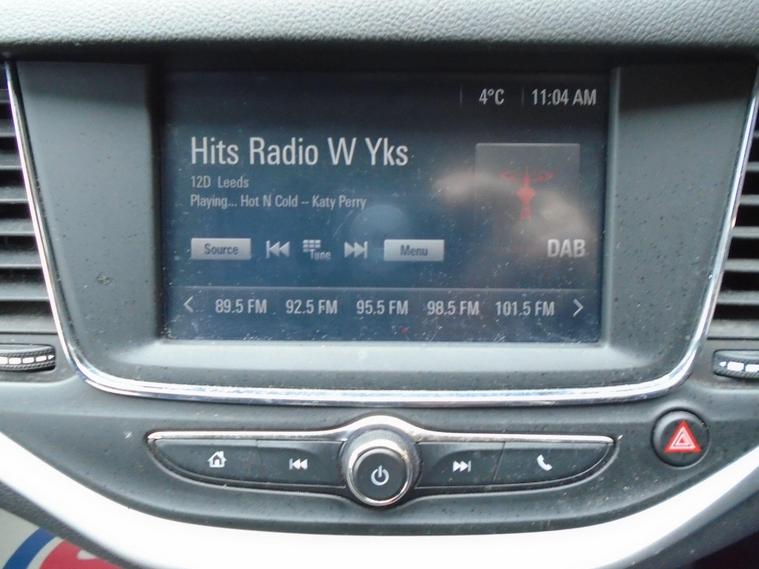 4°C 11:04 AM
Hits Radio W Yks
12D Leeds
Playing... Hot N Cold -- Katy Perry
Source Tune Menu DAB
89.5 FM 92.5 FM 95.5 FM 98.5 FM 101.5 FM